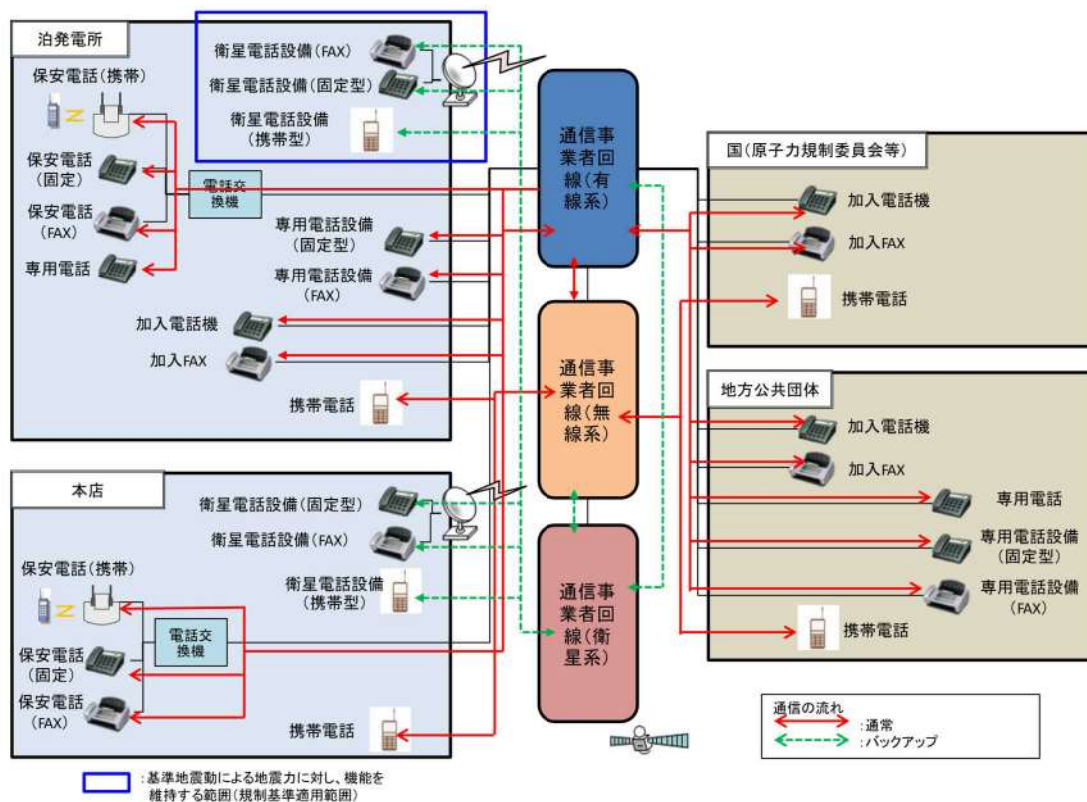 泊発電所
衛星電話設備(FAX)
衛星電話設備(固定型)
衛星電話設備
(携帯型)
保安電話(携帯)
保安電話
(固定)
電話交
換機
保安電話
(FAX)
専用電話
専用電話設備
(固定型)
専用電話設備
(FAX)
加入電話機
加入FAX
携帯電話
本店
衛星電話設備(固定型)
衛星電話設備(FAX)
衛星電話設備
(携帯型)
保安電話(携帯)
電話交
換機
保安電話
(固定)
保安電話
(FAX)
携帯電話
通信事
業者回
線(有
線系)
通信事
業者回
線(無
線系)
通信事
業者回
線(衛
星系)
国(原子力規制委員会等)
加入電話機
加入FAX
携帯電話
地方公共団体
加入電話機
加入FAX
専用電話
専用電話設備
(固定型)
専用電話設備
(FAX)
携帯電話
通信の流れ
:通常
:バックアップ
:基準地震動による地震力に対し、機能を
維持する範囲(規制基準適用範囲)